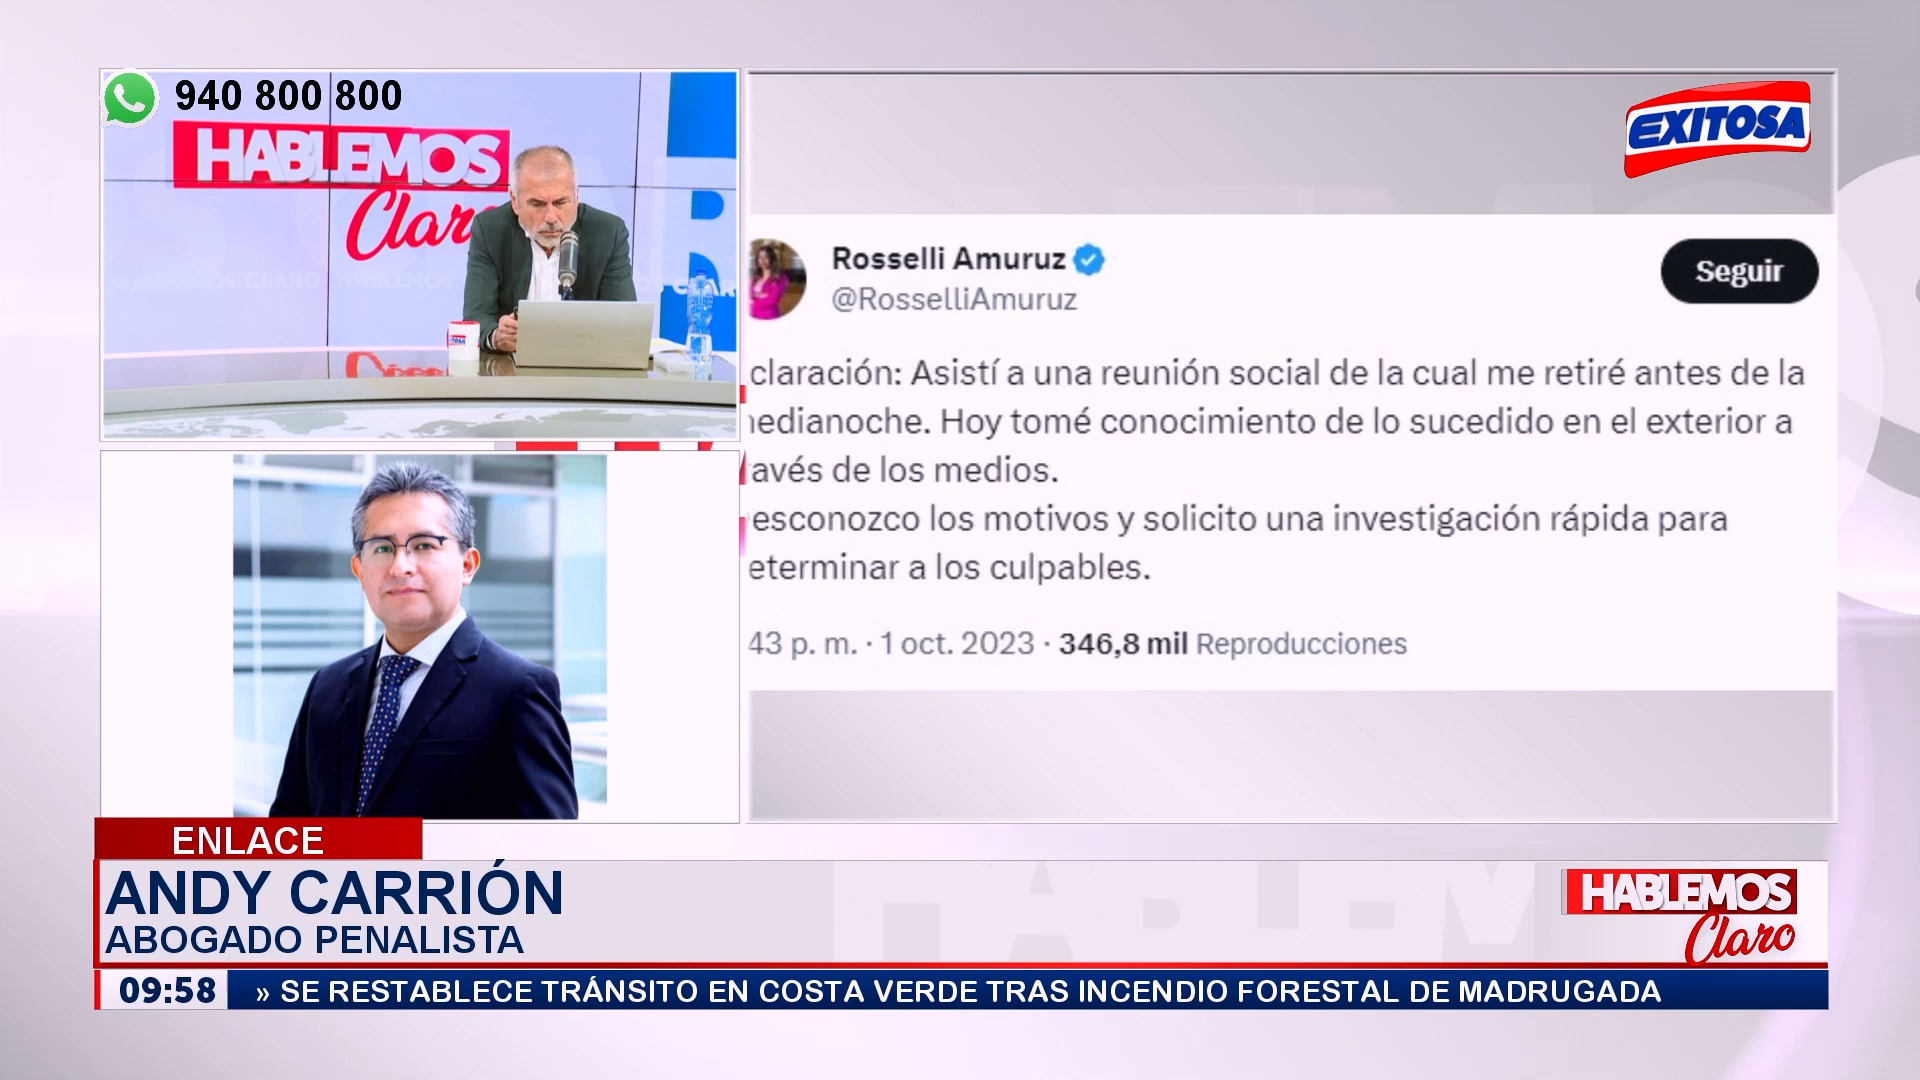 940 800 800
HABLEMOS
Clar
EXITOSA
Rosselli Amuruz
@RosselliAmuruz
Seguir
claración: Asistí a una reunión social de la cual me retiré antes de la
nedianoche. Hoy tomé conocimiento de lo sucedido en el exterior a
avés de los medios.
esconozco los motivos y solicito una investigación rápida para
eterminar a los culpables.
43 p. m. · 1 oct. 2023 · 346,8 mil Reproducciones
ENLACE
ANDY CARRIÓN
ABOGADO PENALISTA
HABLEMOS
Claro
09:58
» SE RESTABLECE TRÁNSITO EN COSTA VERDE TRAS INCENDIO FORESTAL DE MADRUGADA